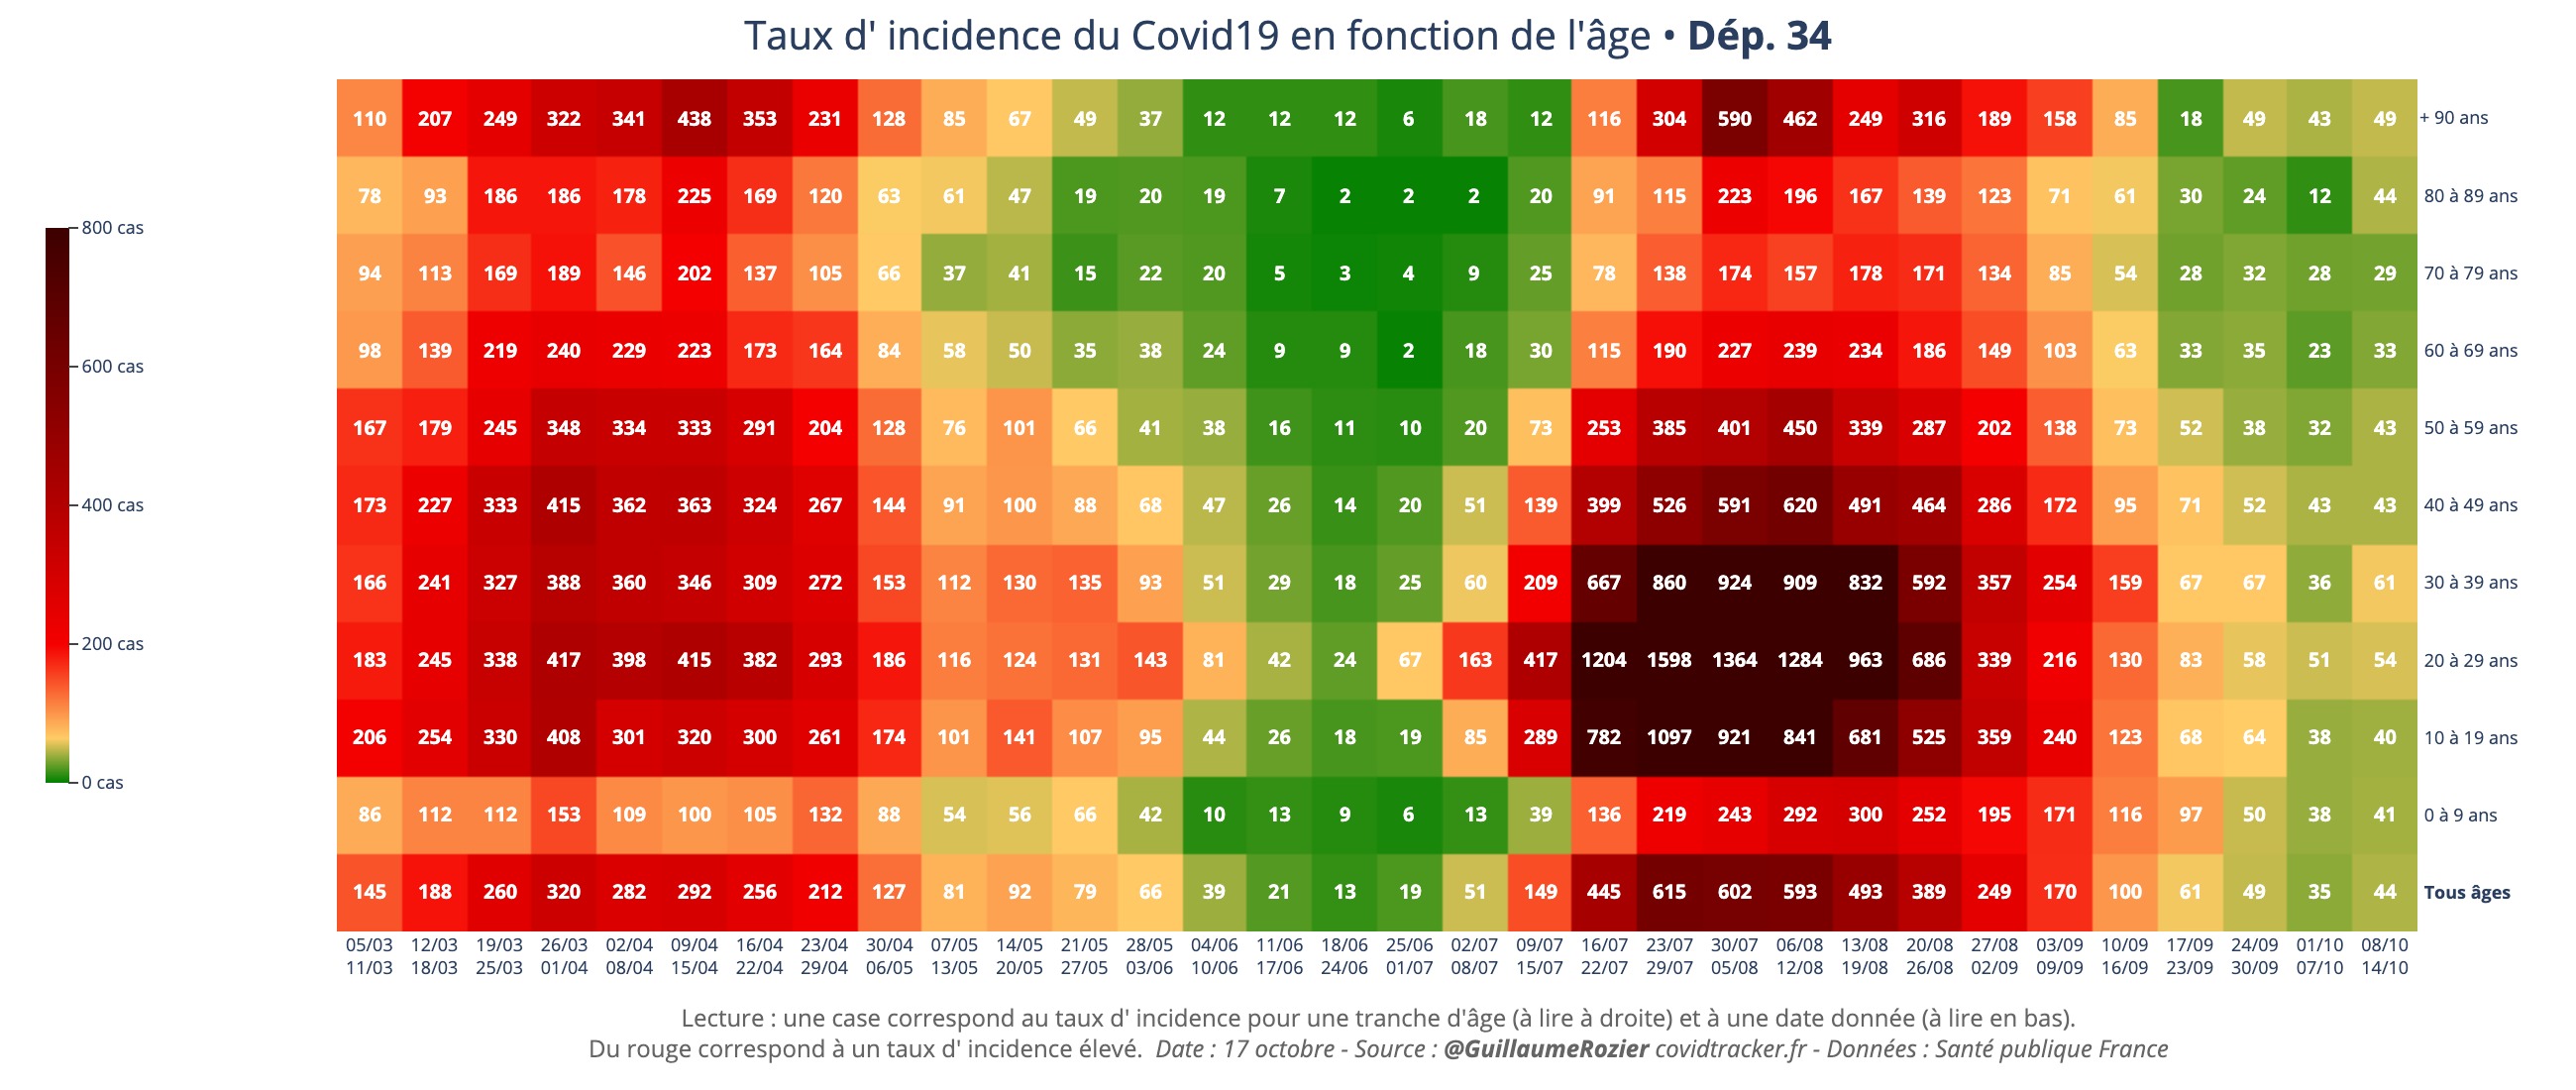 Taux d' incidence du Covid19 en fonction de l'âge • Dép. 34
110 207 249 322 341 438 353 231 128 85 67 49 37 12 12 12 6 18 12 116 304 590 462 249 316 189 158 85 18 49 43 49 + 90 ans
78 93 186 186 178 225 169 120 63 61 47 19 20 19 7 2 2 2 20 91 115 223 196 167 139 123 71 61 30 24 12 44 80 à 89 ans
800 cas
94 113 169 189 146 202 137 105 66 37 41 15 22 20 5 3 4 9 25 78 138 174 157 178 171 134 85 54 28 32 28 29 70 à 79 ans
98 139 219 240 229 223 173 164 84 58 50 35 38 24 9 9 2 18 30 115 190 227 239 234 186 149 103 63 33 35 23 33 60 à 69 ans
600 cas
167 179 245 348 334 333 291 204 128 76 101 66 41 38 16 11 10 20 73 253 385 401 450 339 287 202 138 73 52 38 32 43 50 à 59 ans
400 cas
173 227 333 415 362 363 324 267 144 91 100 88 68 47 26 14 20 51 139 399 526 591 620 491 464 286 172 95 71 52 43 43 40 à 49 ans
166 241 327 388 360 346 309 272 153 112 130 135 93 51 29 18 25 60 209 667 860 924 909 832 592 357 254 159 67 67 36 61 30 à 39 ans
200 cas
183 245 338 417 398 415 382 293 186 116 124 131 143 81 42 24 67 163 417 1204 1598 1364 1284 963 686 339 216 130 83 58 51 54 20 à 29 ans
206 254 330 408 301 320 300 261 174 101 141 107 95 44 26 18 19 85 289 782 1097 921 841 681 525 359 240 123 68 64 38 40 10 à 19 ans
0 cas
86 112 112 153 109 100 105 132 88 54 56 66 42 10 13 9 6 13 39 136 219 243 292 300 252 195 171 116 97 50 38 41 0 à 9 ans
145 188 260 320 282 292 256 212 127 81 92 79 66 39 21 13 19 51 149 445 615 602 593 493 389 249 170 100 61 49 35 44 Tous âges
05/03 12/03 19/03 26/03 02/04 09/04 16/04 23/04 30/04 07/05 14/05 21/05 28/05 04/06 11/06 18/06 25/06 02/07 09/07 16/07 23/07 30/07 06/08 13/08 20/08 27/08 03/09 10/09 17/09 24/09 01/10 08/10
11/03 18/03 25/03 01/04 08/04 15/04 22/04 29/04 06/05 13/05 20/05 27/05 03/06 10/06 17/06 24/06 01/07 08/07 15/07 22/07 29/07 05/08 12/08 19/08 26/08 02/09 09/09 16/09 23/09 30/09 07/10 14/10
Lecture : une case correspond au taux d' incidence pour une tranche d'âge (à lire à droite) et à une date donnée (à lire en bas).
Du rouge correspond à un taux d' incidence élevé. Date : 17 octobre - Source : @GuillaumeRozier covidtracker.fr - Données : Santé publique France